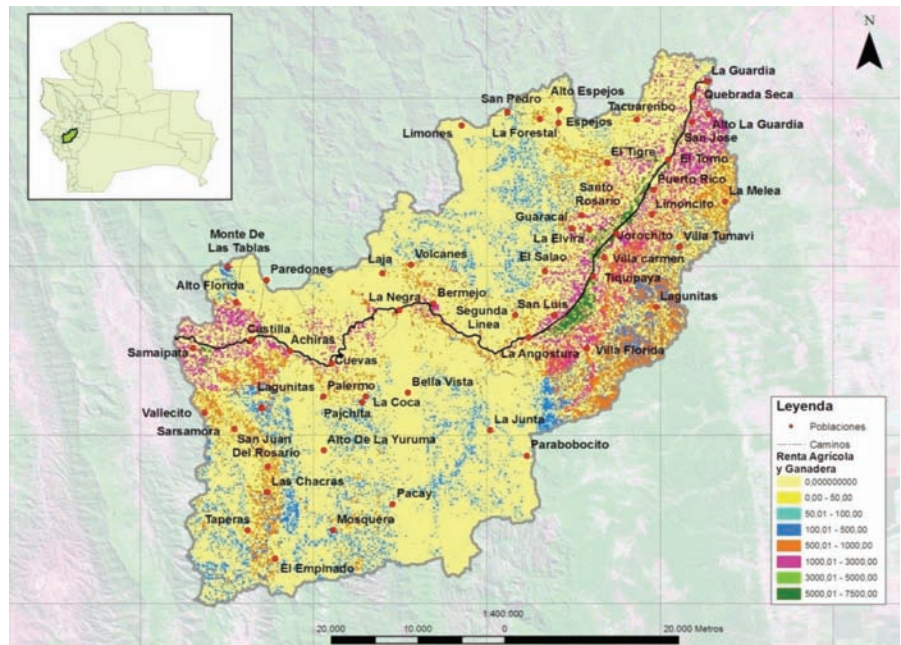 N
La Guardia
Quebrada Seca
Alto Espejos
San Pedro
Tacuarenbo
Alto La Guardia
Limones
La Forestal
Espejos
San Jose
El Tigre
El Torno
Puerto Rico
Santo
Rosario
La Melea
Limoncito
Guaracal
Jorochito
Villa Tumavi
La Elvira
Monte De
Las Tablas
Volcanes
Villa carmen
Paredones
Laja
El Salao
Tiquipaya
Alto Florida
Lagunitas
La Negra
Bermejo
Segunda
Linea
San Luis
Castilla
Samaipata
Achiras
La Angostura
Villa Florida
Cuevas
Lagunitas
Palermo
Bella Vista
La Coca
Pajchita
Vallecito
Sarsamora
La Junta
San Juan
Del Rosario
Alto De La Yuruma
Parabobocito
Las Chacras
Pacay
Taperas
Mosquera
El Empinado
Leyenda
Poblaciones
Caminos
Renta Agrícola
y Ganadera
0,000000000
0,00 - 50,00
50,01 - 100,00
100,01 - 500,00
500,01 - 1000,00
1000,01 - 3000,00
3000,01 - 5000,00
5000,01 - 7500,00
1:400.000
20.000 10.000 0 20.000 Metros